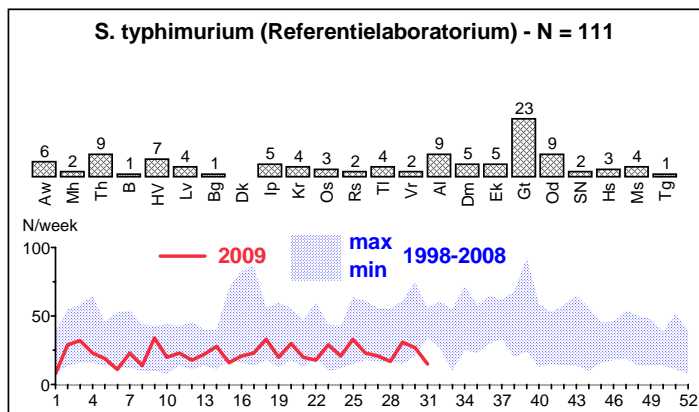 S. typhimurium (Referentielaboratorium) - N = 111
23
9 9
7
6
5 5 5
4 4 4 4
3 3
2 2 2 2
1 1 1
Aw Mh Th B HV Lv Bg Dk Ip Kr Os Rs Tl Vr Al Dm Ek Gt Od SN Hs Ms Tg
N/week
100
2009 max 1998-2008
min
50
0
1 4 7 10 13 16 19 22 25 28 31 34 37 40 43 46 49 52